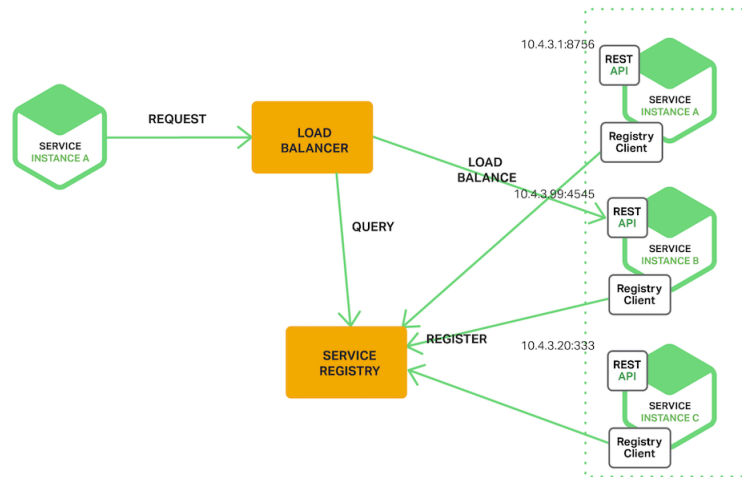 10.4.3.1:8756
REST
API
SERVICE
INSTANCE A
Registry
Client
REQUEST
LOAD
BALANCER
SERVICE
INSTANCE A
LOAD
BALANCE
10.4.3.99:4545
REST
API
SERVICE
INSTANCE B
QUERY
Registry
Client
REGISTER
10.4.3.20:333
SERVICE
REGISTRY
REST
API
SERVICE
INSTANCE C
Registry
Client